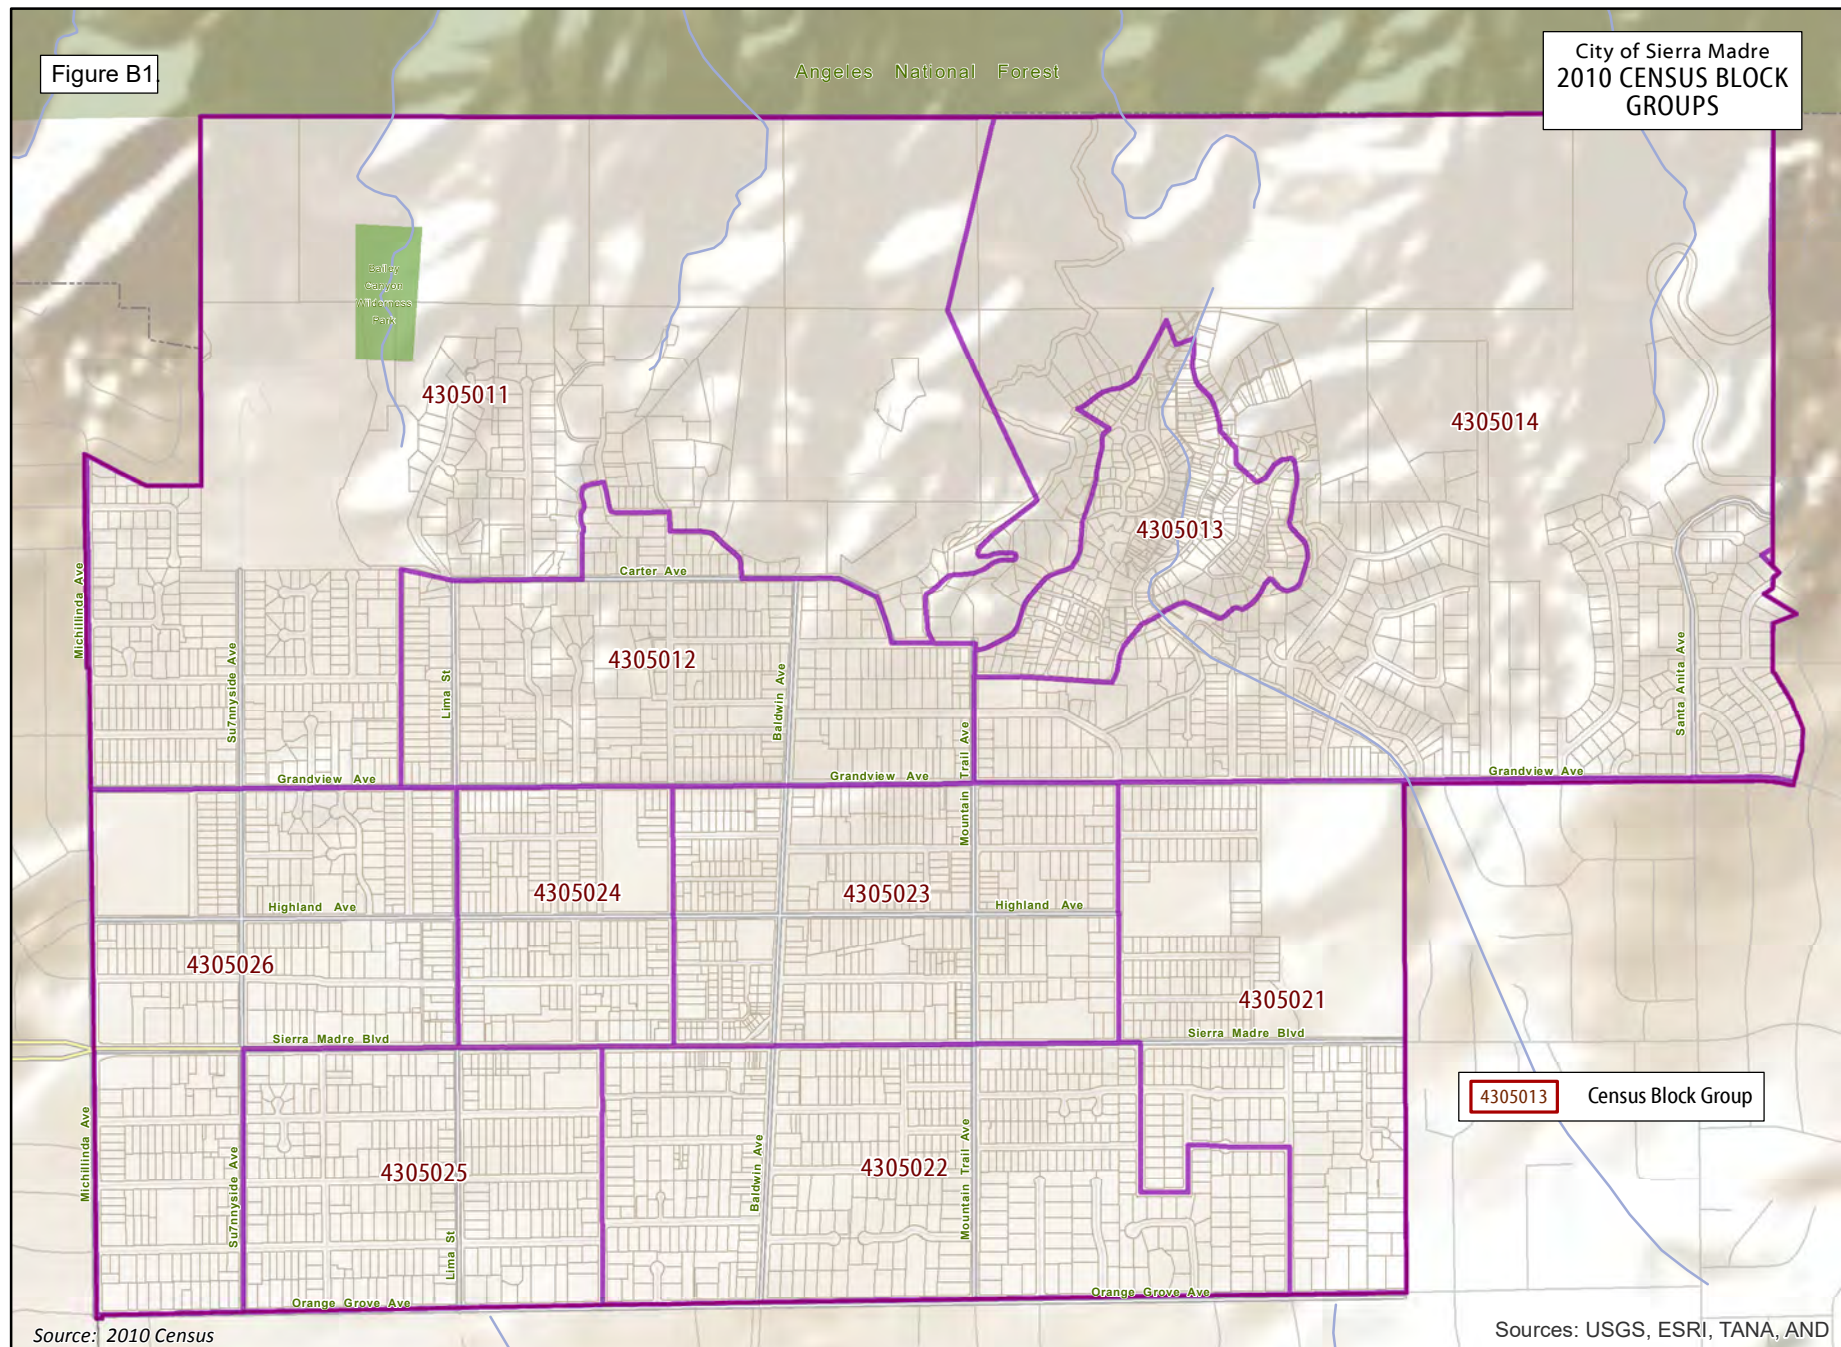 Figure B1.
Angeles National Forest
City of Sierra Madre
2010 CENSUS BLOCK
GROUPS
Bailey
Canyon
Wilderness
Park
4305011
4305014
4305013
Carter Ave
Michillinda Ave
Su7nnyside Ave
Lima St
4305012
Baldwin Ave
Mountain Trail Ave
Santa Anita Ave
Grandview Ave
Grandview Ave
Grandview Ave
4305024
4305023
Highland Ave
Highland Ave
4305026
4305021
Sierra Madre Blvd
Sierra Madre Blvd
4305013
Census Block Group
Michillinda Ave
Su7nnyside Ave
4305025
Lima St
Baldwin Ave
4305022
Mountain Trail Ave
Orange Grove Ave
Orange Grove Ave
Source: 2010 Census
Sources: USGS, ESRI, TANA, AND